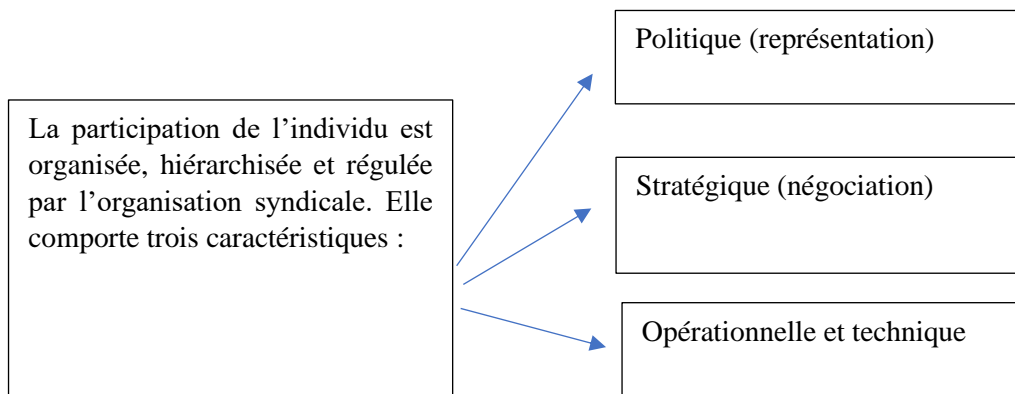 La participation de l’individu est
organisée, hiérarchisée et régulée
par l’organisation syndicale. Elle
comporte trois caractéristiques :
Politique (représentation)
Stratégique (négociation)
Opérationnelle et technique